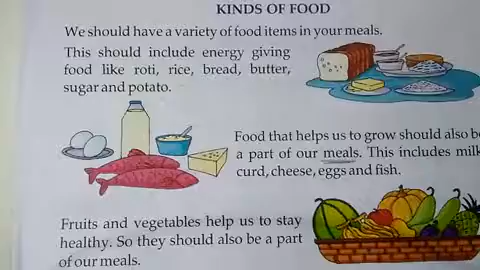 KINDS OF FOOD
We should have a variety of food items in your meals.
This should include energy giving
food like roti, rice, bread, butter,
sugar and potato.
Food that helps us to grow should also be
a part of our meals. This includes milk
curd, cheese, eggs and fish.
Fruits and vegetables help us to stay
healthy. So they should also be a part
of our meals.